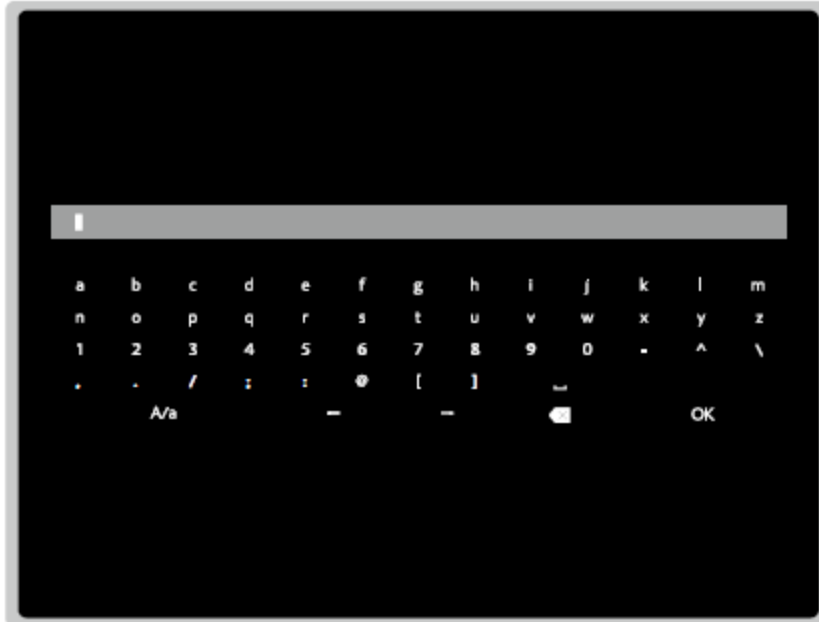 a b c d e f g h i j k l m
n o p q r s t u v w x y z
1 2 3 4 5 6 7 8 9 0 - ^ \
, . / ; : @ [ ] ⎵
A/a OK